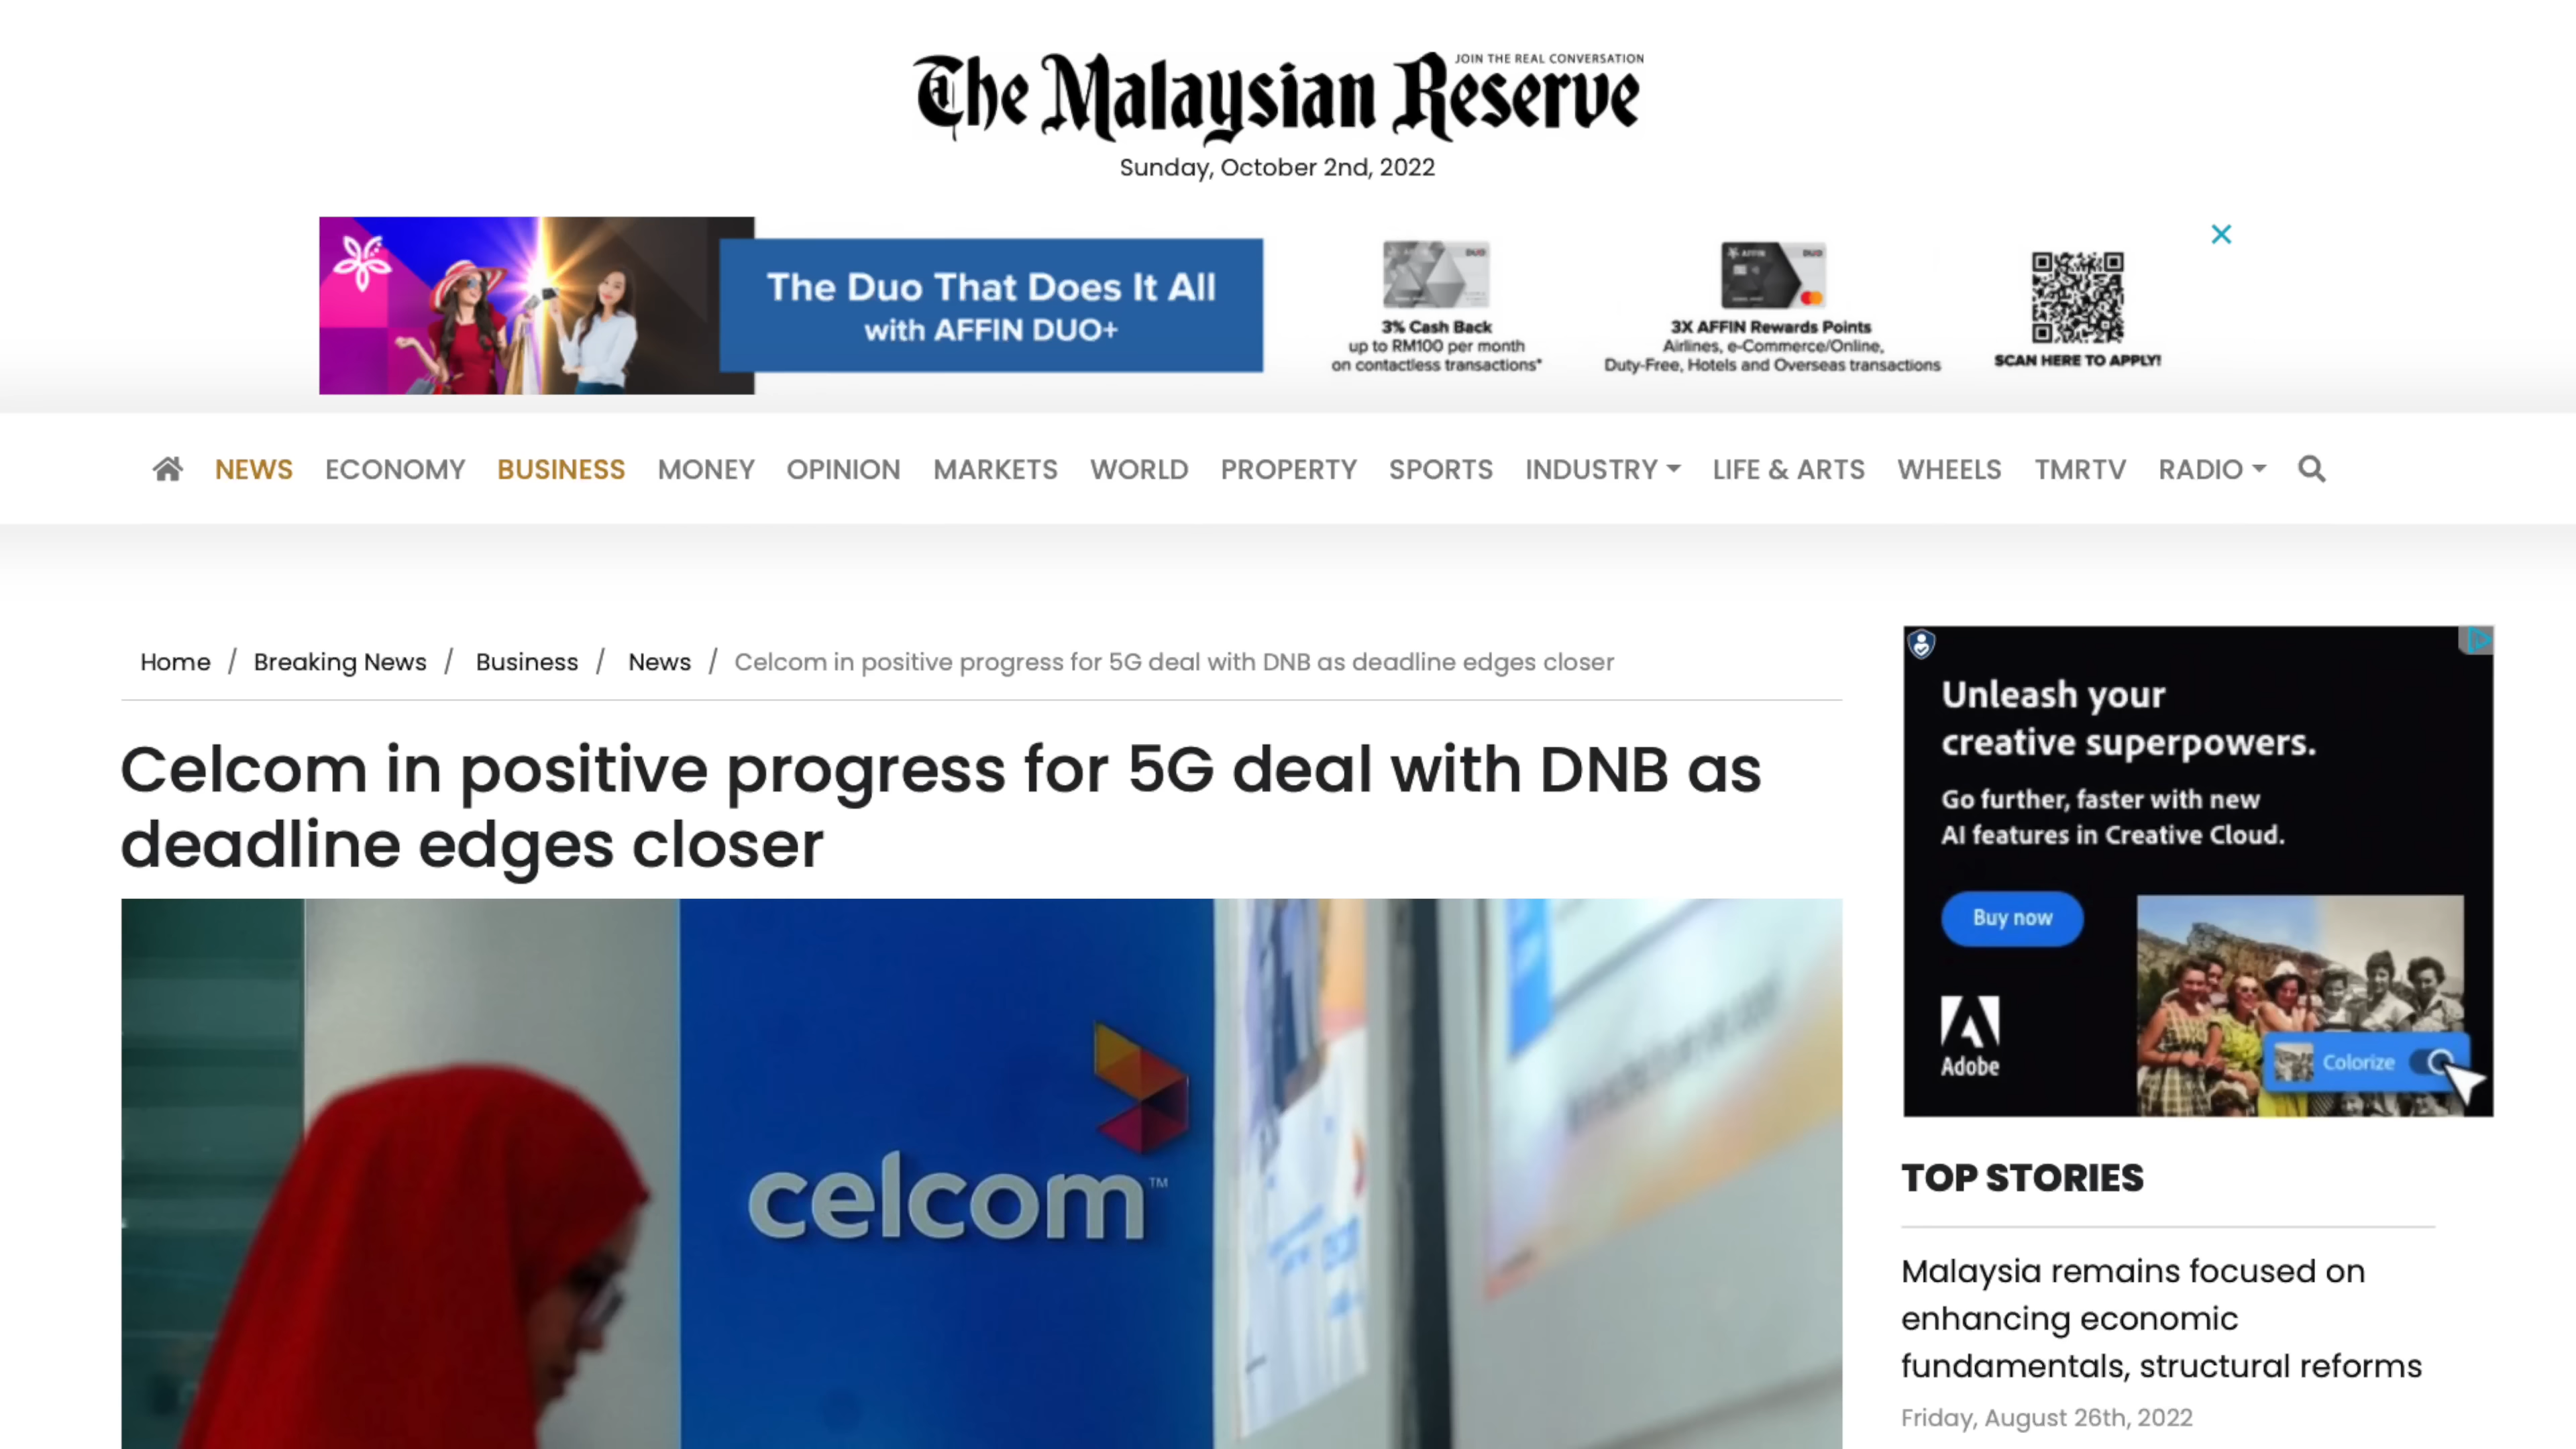 JOIN THE REAL CONVERSATION
The Malaysian Reserve
Sunday, October 2nd, 2022
The Duo That Does It All
with AFFIN DUO+
DUO
3% Cash Back
up to RM100 per month
on contactless transactions*
AFFIN DUO
3X AFFIN Rewards Points
Airlines, e-Commerce/Online,
Duty-Free, Hotels and Overseas transactions
SCAN HERE TO APPLY!
NEWS ECONOMY BUSINESS MONEY OPINION MARKETS WORLD PROPERTY SPORTS INDUSTRY LIFE & ARTS WHEELS TMRTV RADIO
Home / Breaking News / Business / News / Celcom in positive progress for 5G deal with DNB as deadline edges closer
Celcom in positive progress for 5G deal with DNB as
deadline edges closer
celcom™
Unleash your
creative superpowers.
Go further, faster with new
AI features in Creative Cloud.
Buy now
Adobe
Colorize
TOP STORIES
Malaysia remains focused on
enhancing economic
fundamentals, structural reforms
Friday, August 26th, 2022